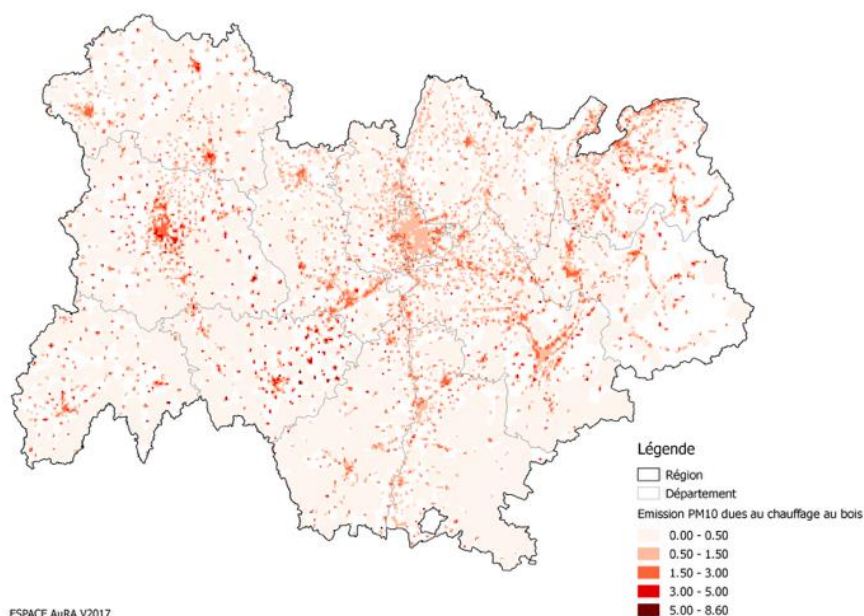 Légende
Région
Département
Emission PM10 dues au chauffage au bois
0.00 - 0.50
0.50 - 1.50
1.50 - 3.00
3.00 - 5.00
5.00 - 8.60
ESPACE AuRA V2017